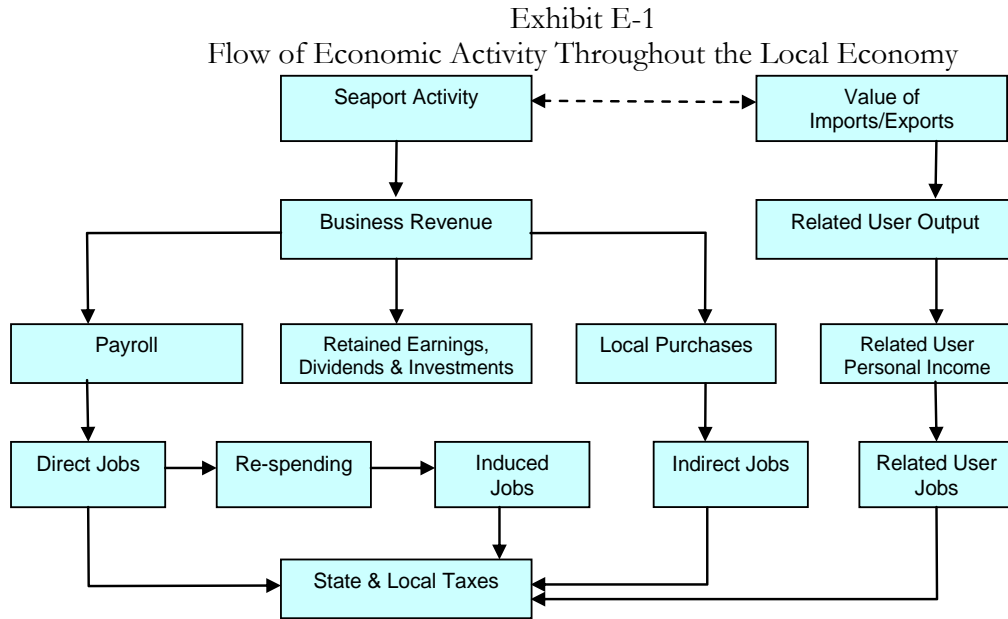 Exhibit E-1
Flow of Economic Activity Throughout the Local Economy
Seaport Activity
Value of
Imports/Exports
Business Revenue
Related User Output
Payroll
Retained Earnings,
Dividends & Investments
Local Purchases
Related User
Personal Income
Direct Jobs
Re-spending
Induced
Jobs
Indirect Jobs
Related User
Jobs
State & Local Taxes